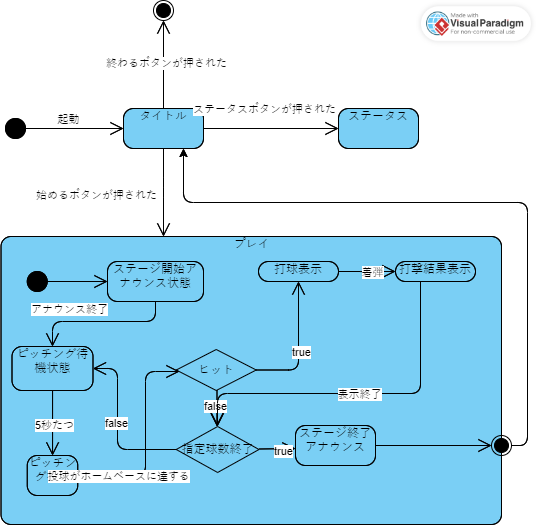 Made with
Visual Paradigm
For non-commercial use
終わるボタンが押された
起動
タイトル
ステータスボタンが押された
ステータス
始めるボタンが押された
プレイ
ステージ開始ア
ナウンス状態
打球表示
着弾
打撃結果表示
アナウンス終了
ピッチング待
機状態
ヒット
true
表示終了
false
5秒たつ
false
指定球数終了
true
ステージ終了
アナウンス
ピッチン
グ
投球がホームベースに達する